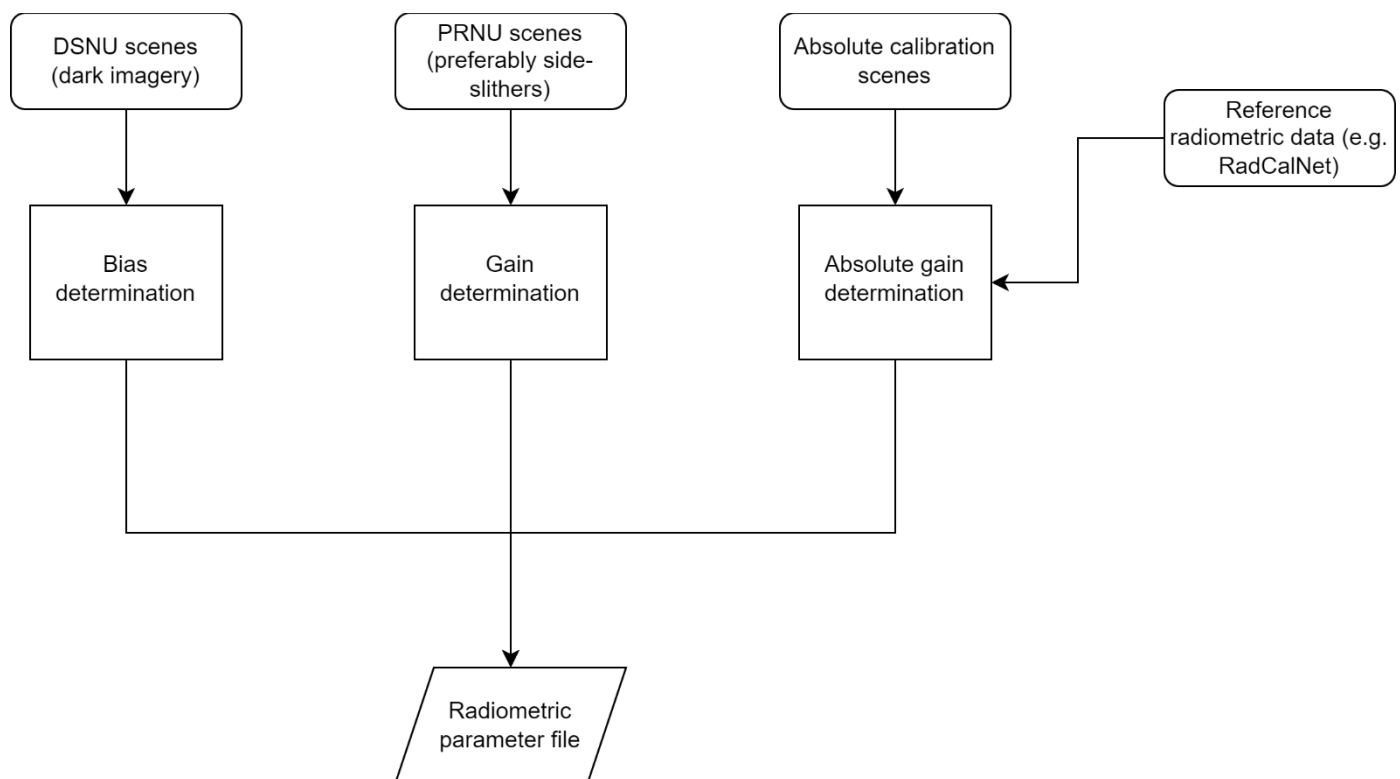 DSNU scenes
(dark imagery)
PRNU scenes
(preferably side-
slithers)
Absolute calibration
scenes
Reference
radiometric data (e.g.
RadCalNet)
Bias
determination
Gain
determination
Absolute gain
determination
Radiometric
parameter file